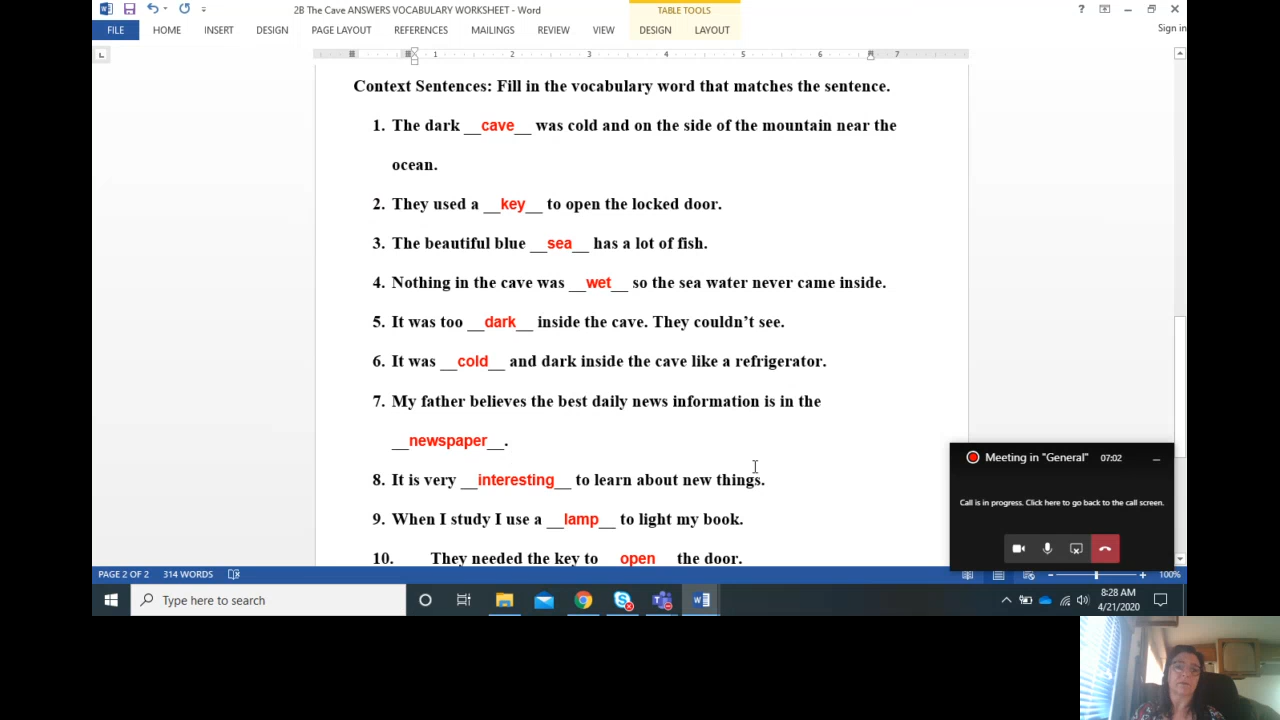 2B The Cave ANSWERS VOCABULARY WORKSHEET - Word
TABLE TOOLS
?
Sign in
FILE HOME INSERT DESIGN PAGE LAYOUT REFERENCES MAILINGS REVIEW VIEW DESIGN LAYOUT
1 2 3 4 5 6 7
Context Sentences: Fill in the vocabulary word that matches the sentence.
1. The dark __cave__ was cold and on the side of the mountain near the
ocean.
2. They used a __key__ to open the locked door.
3. The beautiful blue __sea__ has a lot of fish.
4. Nothing in the cave was __wet__ so the sea water never came inside.
5. It was too __dark__ inside the cave. They couldn’t see.
6. It was __cold__ and dark inside the cave like a refrigerator.
7. My father believes the best daily news information is in the
__newspaper__.
8. It is very __interesting__ to learn about new things.
9. When I study I use a __lamp__ to light my book.
10. They needed the key to open the door.
Meeting in "General" 07:02
Call is in progress. Click here to go back to the call screen.
PAGE 2 OF 2 314 WORDS 100%
Type here to search
8:28 AM
4/21/2020